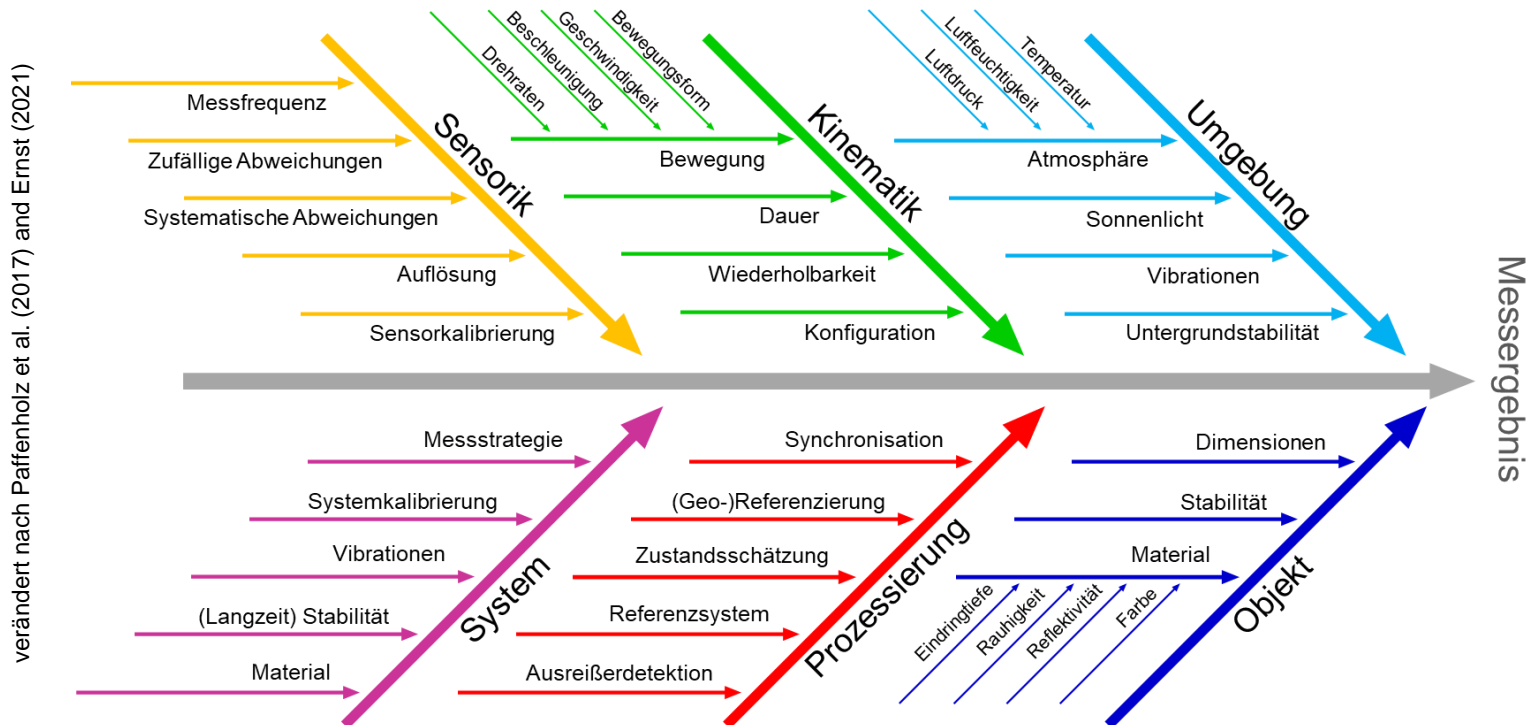 verändert nach Paffenholz et al. (2017) and Ernst (2021)
Messfrequenz
Zufällige Abweichungen
Systematische Abweichungen
Auflösung
Sensorkalibrierung
Sensorik
Drehraten
Beschleunigung
Geschwindigkeit
Bewegungsform
Bewegung
Dauer
Wiederholbarkeit
Konfiguration
Kinematik
Luftdruck
Luftfeuchtigkeit
Temperatur
Atmosphäre
Sonnenlicht
Vibrationen
Untergrundstabilität
Umgebung
Messergebnis
Messstrategie
Systemkalibrierung
Vibrationen
(Langzeit) Stabilität
Material
System
Synchronisation
(Geo-)Referenzierung
Zustandsschätzung
Referenzsystem
Ausreißerdetektion
Prozessierung
Dimensionen
Stabilität
Material
Eindringtiefe
Rauhigkeit
Reflektivität
Farbe
Objekt